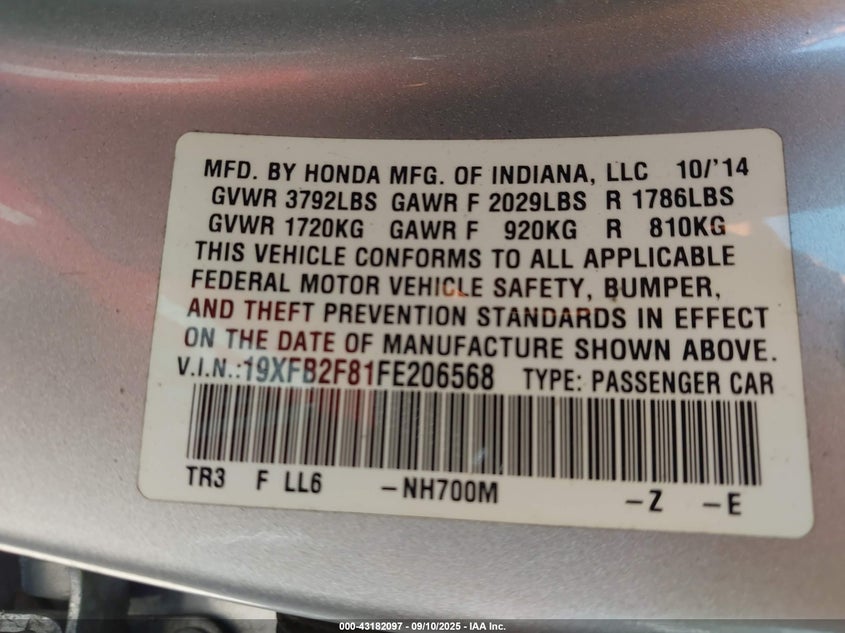 MFD. BY HONDA MFG. OF INDIANA, LLC 10/'14
GVWR 3792LBS GAWR F 2029LBS R 1786LBS
GVWR 1720KG GAWR F 920KG R 810KG
THIS VEHICLE CONFORMS TO ALL APPLICABLE
FEDERAL MOTOR VEHICLE SAFETY, BUMPER,
AND THEFT PREVENTION STANDARDS IN EFFECT
ON THE DATE OF MANUFACTURE SHOWN ABOVE.
V.I.N.:19XFB2F81FE206568 TYPE: PASSENGER CAR
TR3 F LL6 -NH700M -Z -E
000-43182097 - 09/10/2025 - IAA Inc.